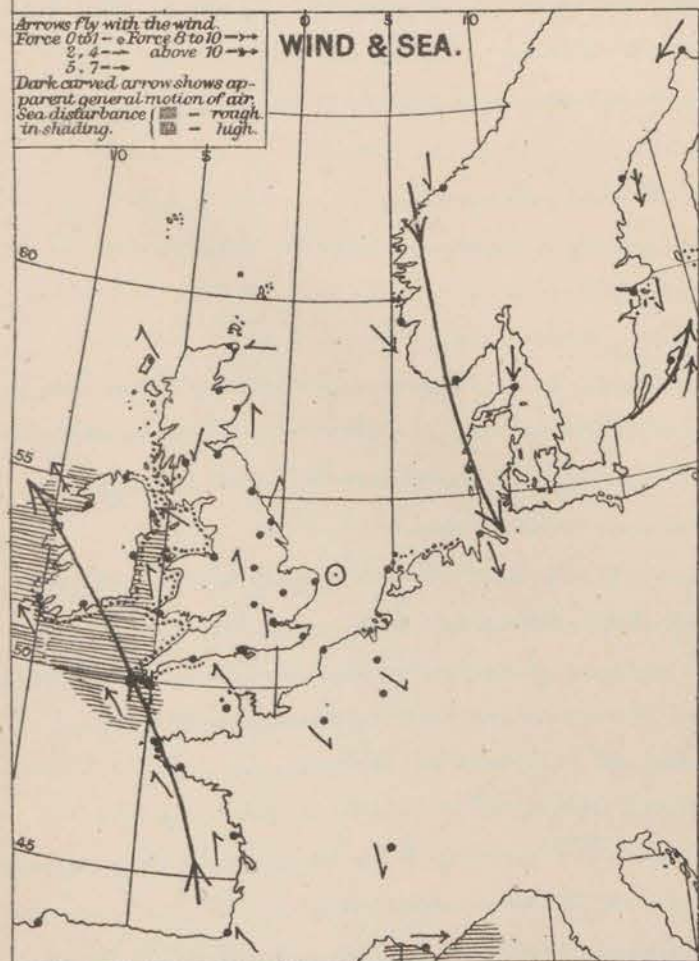 Arrows fly with the wind.
Force 0 to 1 Force 8 to 10
2, 4 above 10
5, 7
Dark curved arrow shows ap-
parent general motion of air
Sea disturbance { - rough.
in shading. { - high.
WIND & SEA.
0 5 10
10 5
60
55
50
45